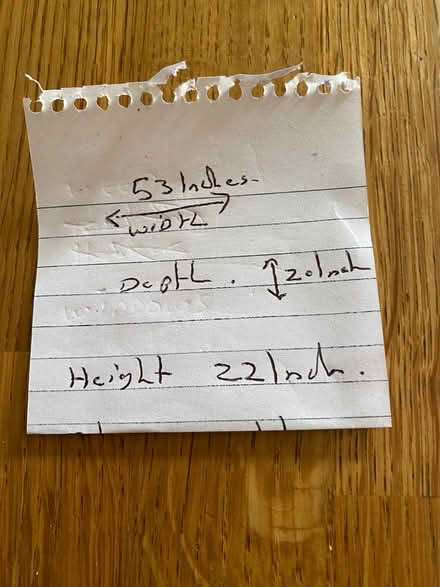 53 Inches.
WIDTH
Depth. 20 Inch
Height 22 Inch.